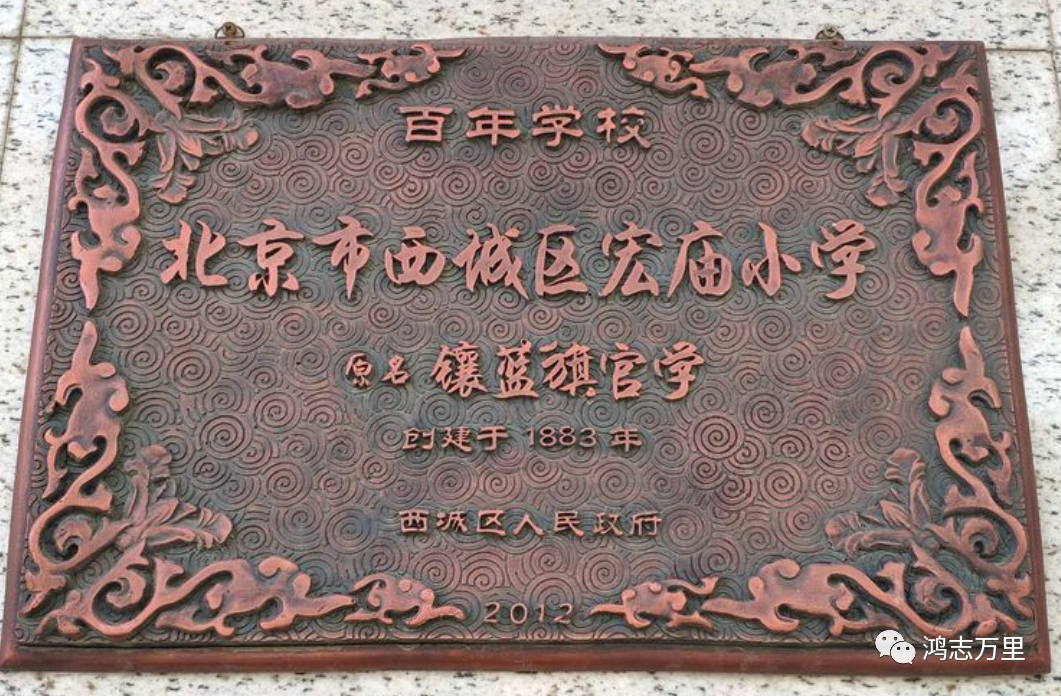 百年学校
北京市西城区宏庙小学
原名 镶蓝旗官学
创建于 1883 年
西城区人民政府
2012
鸿志万里